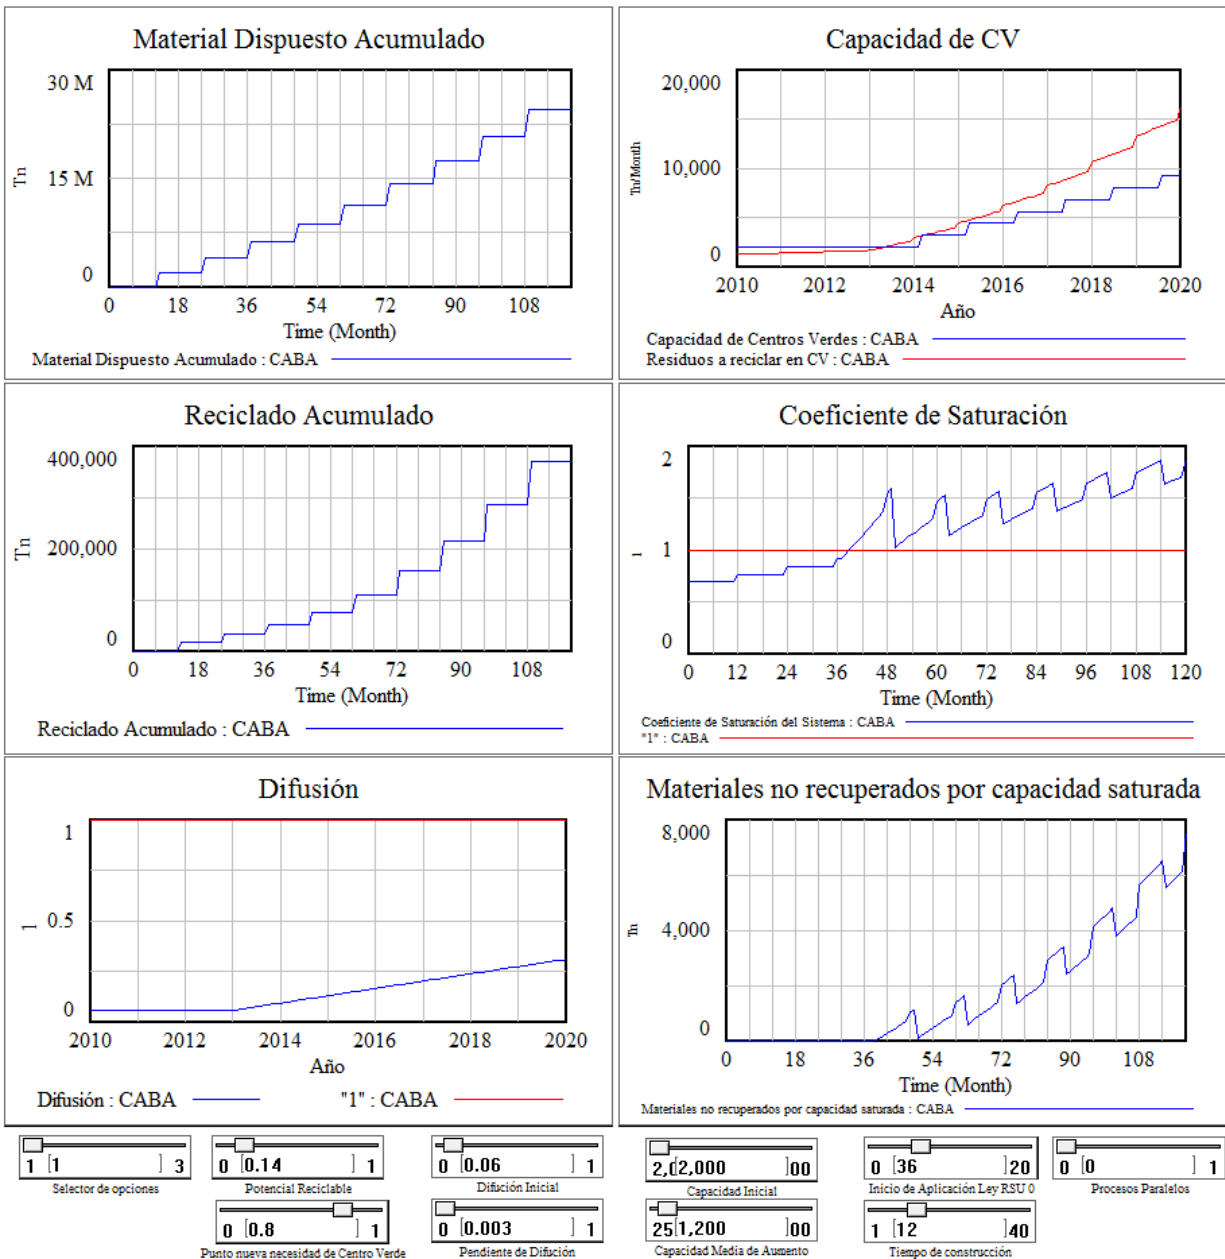 Material Dispuesto Acumulado
30 M
15 M
0
Tn
0 18 36 54 72 90 108
Time (Month)
Material Dispuesto Acumulado : CABA
Capacidad de CV
20,000
10,000
0
Tn/Month
2010 2012 2014 2016 2018 2020
Año
Capacidad de Centros Verdes : CABA
Residuos a reciclar en CV : CABA
Reciclado Acumulado
400,000
200,000
0
Tn
0 18 36 54 72 90 108
Time (Month)
Reciclado Acumulado : CABA
Coeficiente de Saturación
2
1
0
1
0 12 24 36 48 60 72 84 96 108 120
Time (Month)
Coeficiente de Saturación del Sistema : CABA
"1" : CABA
Difusión
1
0.5
0
1
2010 2012 2014 2016 2018 2020
Año
Difusión : CABA "1" : CABA
Materiales no recuperados por capacidad saturada
8,000
4,000
0
Tn
0 18 36 54 72 90 108
Time (Month)
Materiales no recuperados por capacidad saturada : CABA
1 [1 ] 3
Selector de opciones
0 [0.14 ] 1
Potencial Reciclable
0 [0.06 ] 1
Difución Inicial
2,0[2,000 ]00
Capacidad Inicial
0 [36 ]20
Inicio de Aplicación Ley RSU 0
0 [0 ] 1
Procesos Paralelos
0 [0.8 ] 1
Punto nueva necesidad de Centro Verde
0 [0.003 ] 1
Pendiente de Difución
25[1,200 ]00
Capacidad Media de Aumento
1 [12 ]40
Tiempo de construcción